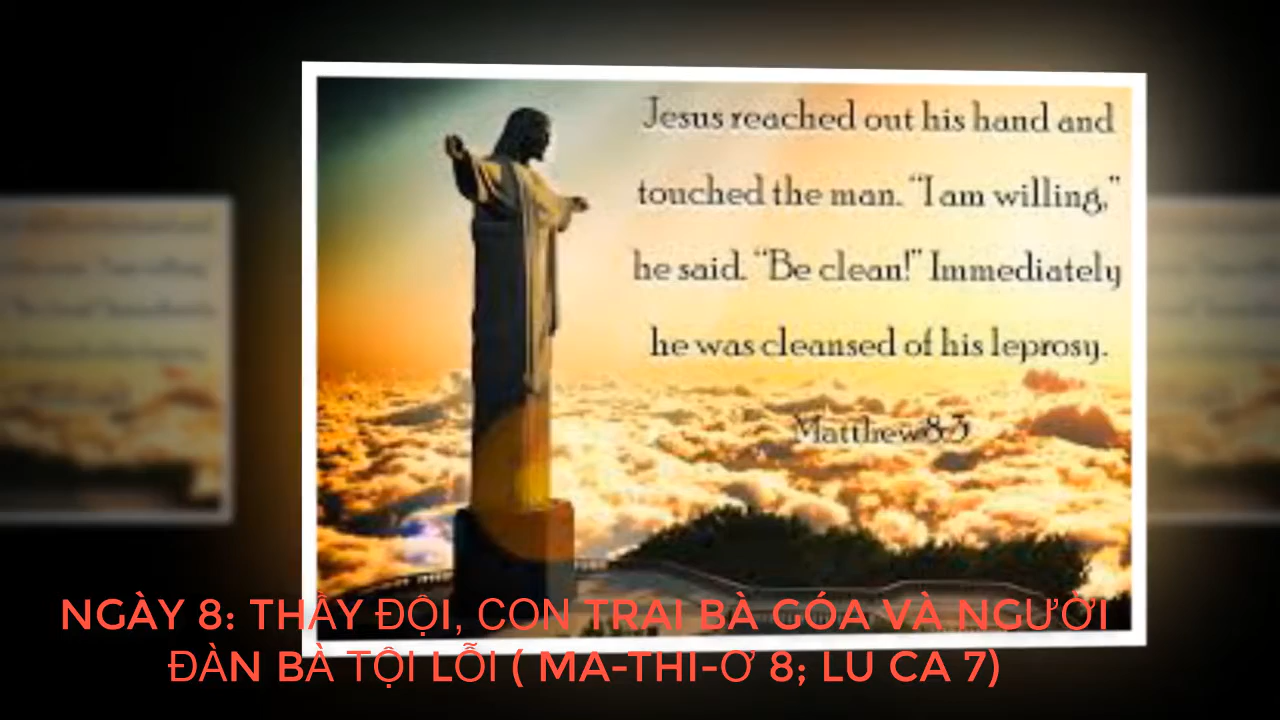 Jesus reached out his hand and
touched the man. “I am willing,”
he said. “Be clean!” Immediately
he was cleansed of his leprosy.
Matthew8:3
NGÀY 8: THẦY ĐỘI, CON TRAI BÀ GÓA VÀ NGƯỜI
ĐÀN BÀ TỘI LỖI ( MA-THI-Ơ 8; LU CA 7)